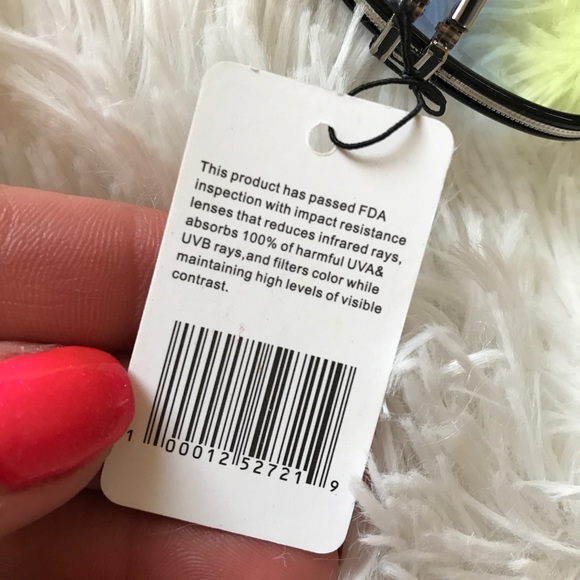 This product has passed FDA
inspection with impact resistance
lenses that reduces infrared rays,
absorbs 100% of harmful UVA&
UVB rays,and filters color while
maintaining high levels of visible
contrast.
1 00012 52721 9